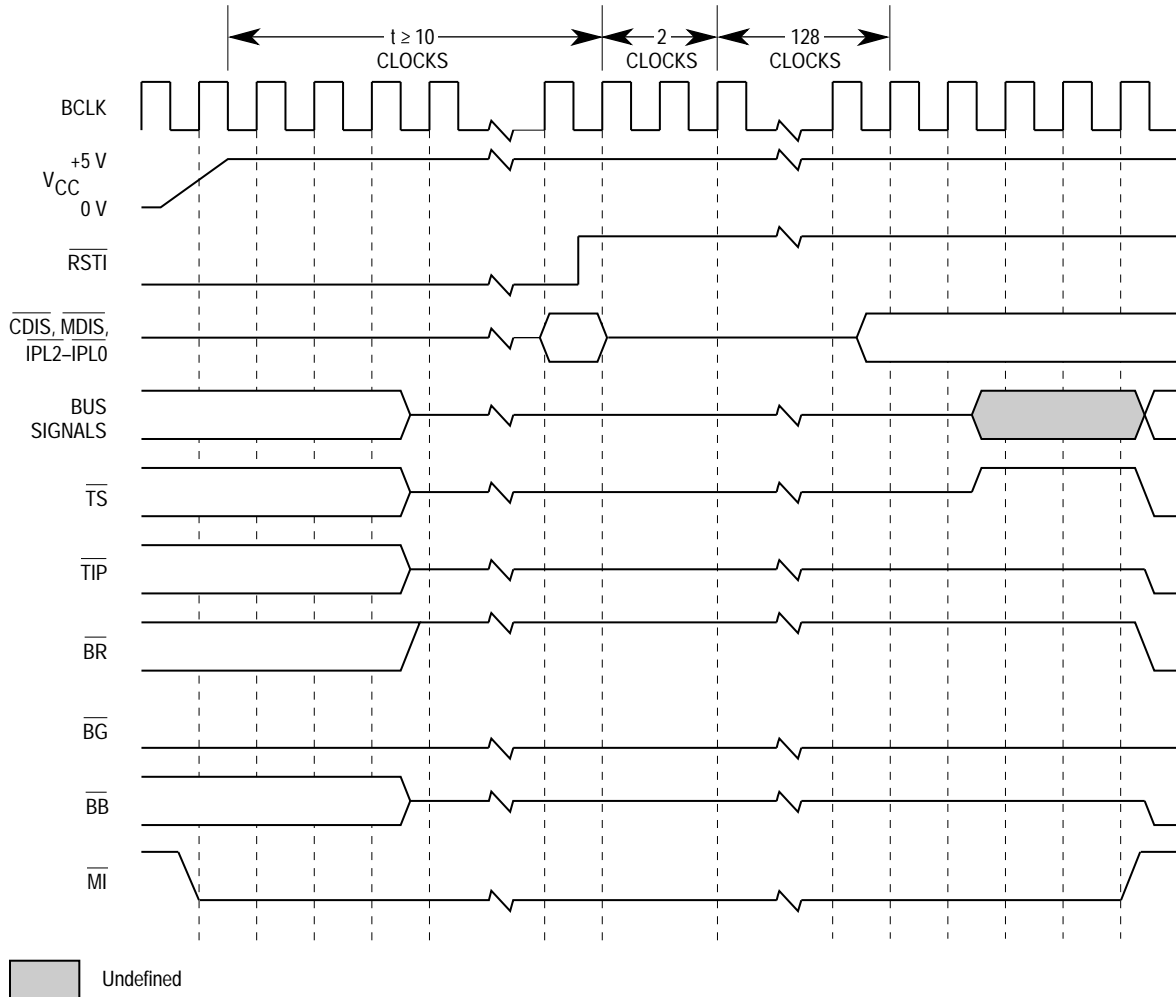 t ≥ 10
CLOCKS
2
CLOCKS
128
CLOCKS
BCLK
+5 V
VCC
0 V
RSTI
CDIS, MDIS,
IPL2–IPL0
BUS
SIGNALS
TS
TIP
BR
BG
BB
MI
Undefined